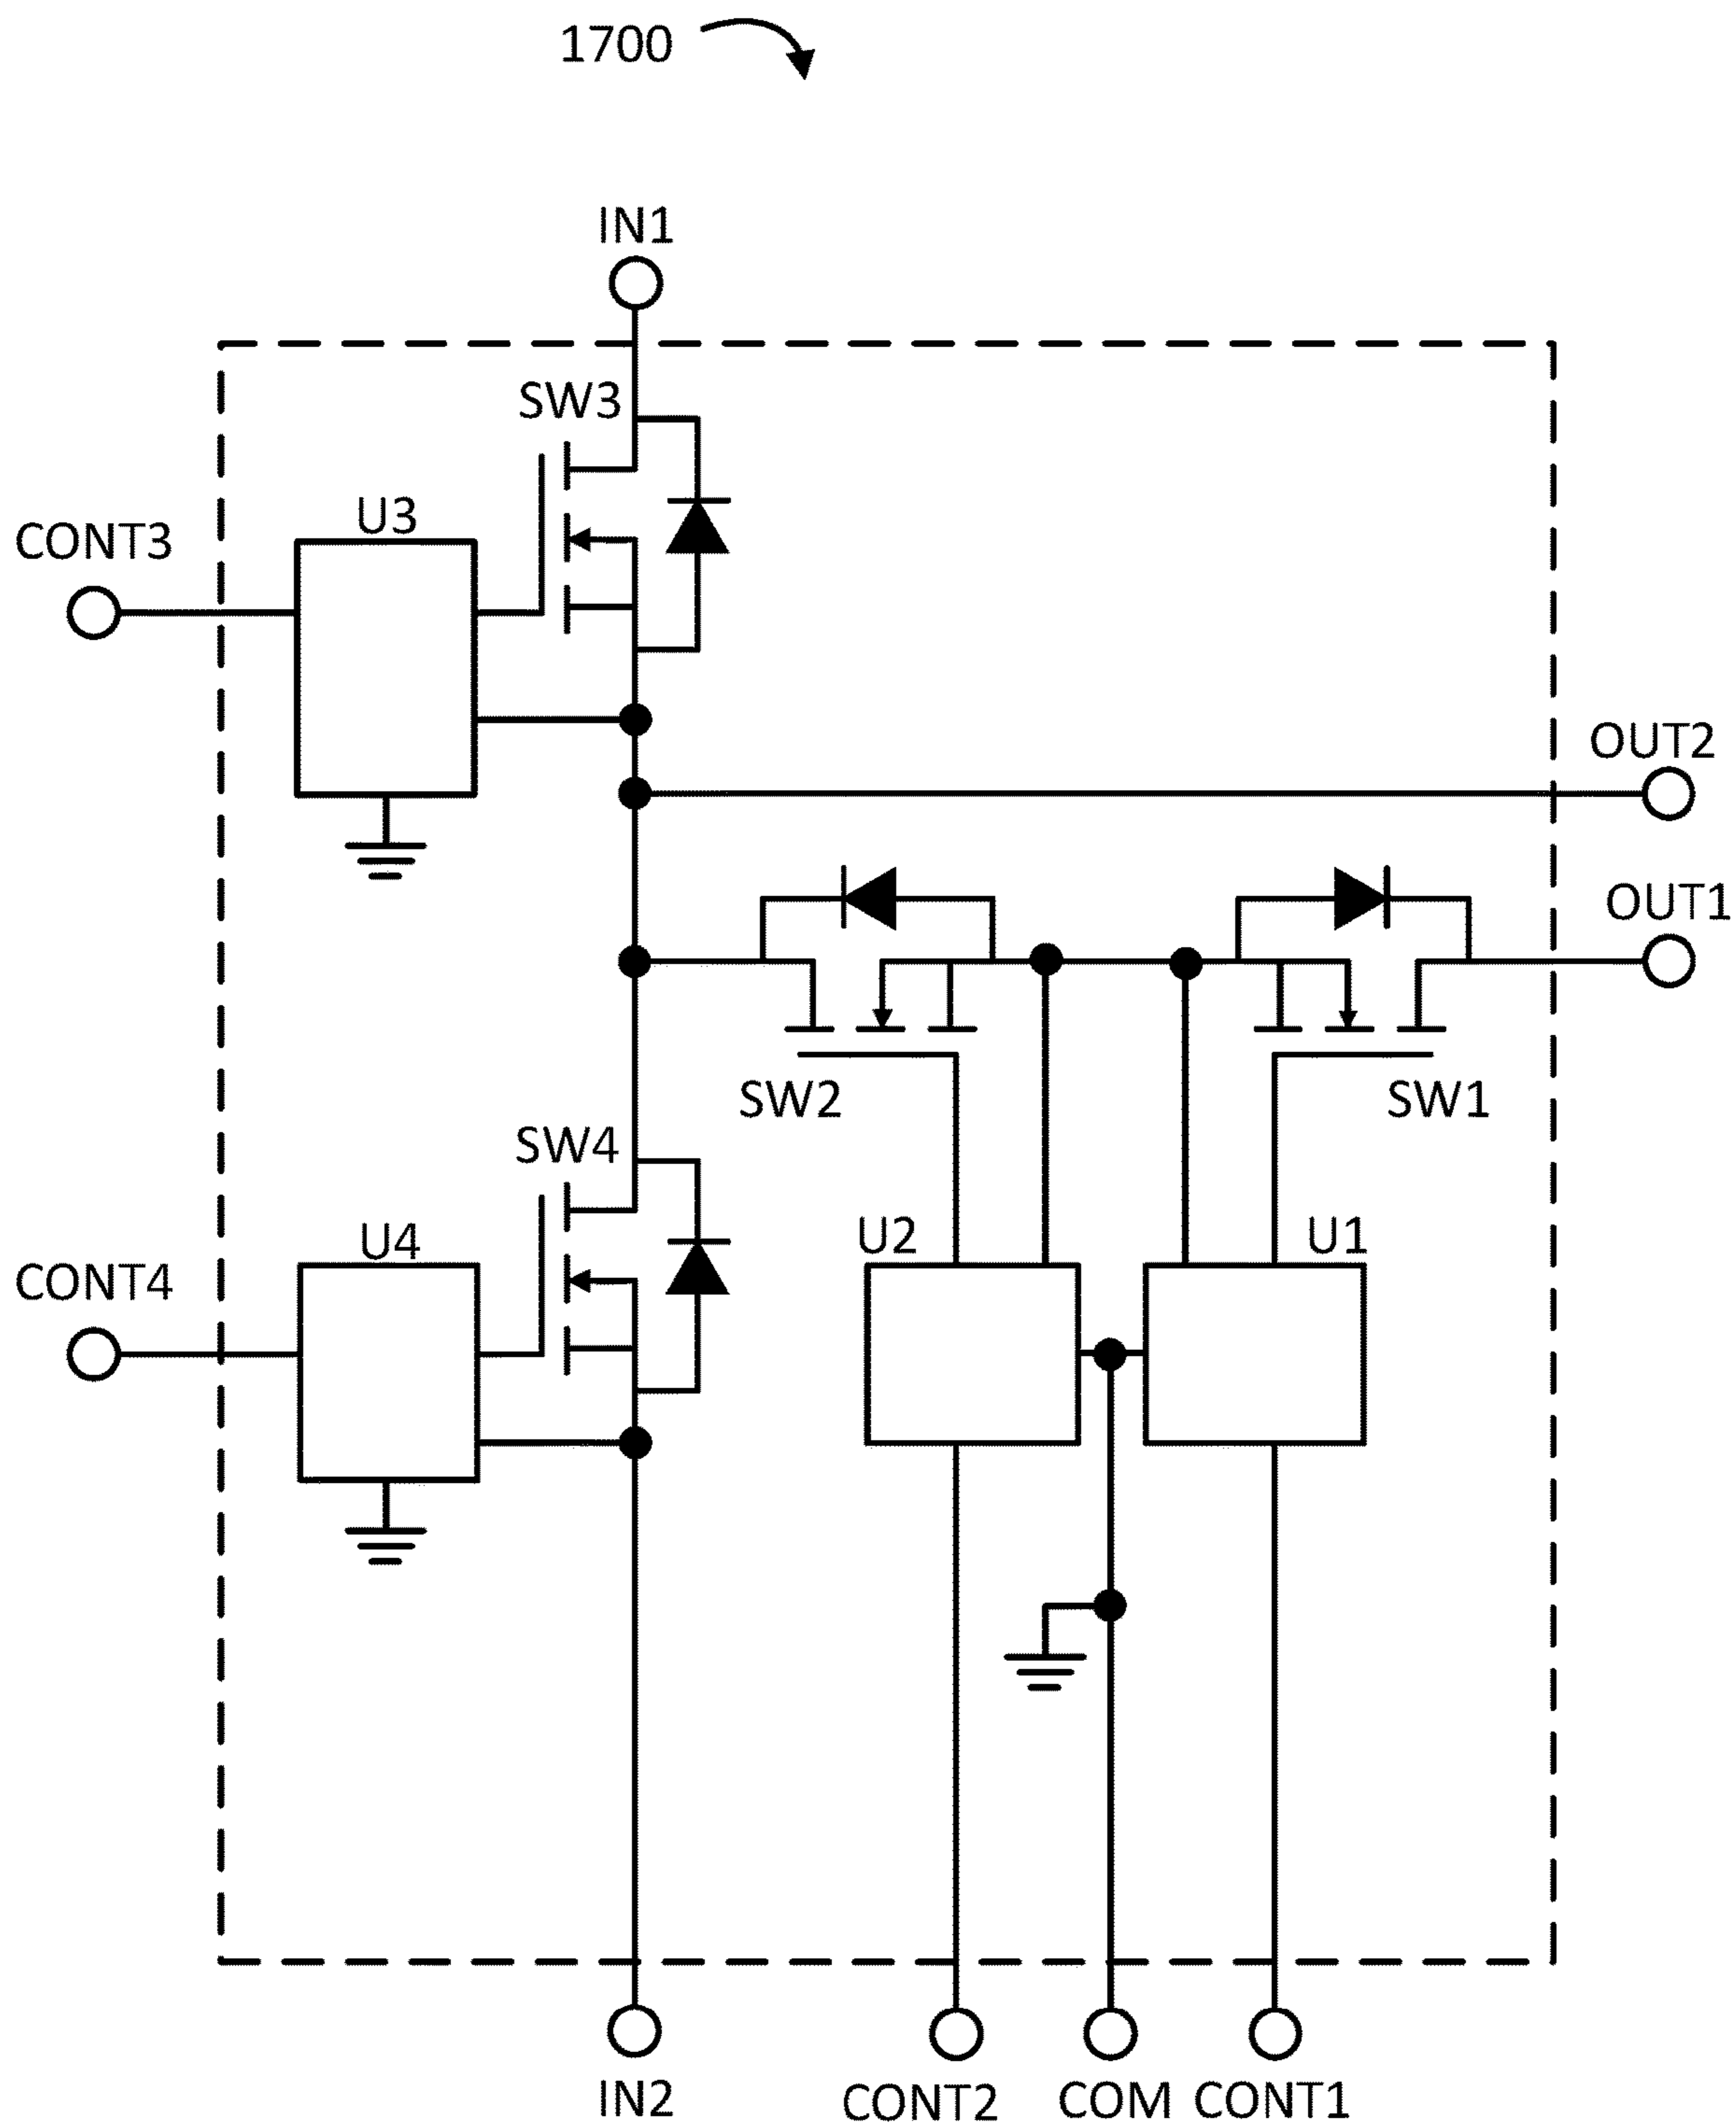 1700
IN1
SW3
U3
CONT3
OUT2
OUT1
SW2
SW1
SW4
U4
U2
U1
CONT4
IN2
CONT2
COM
CONT1